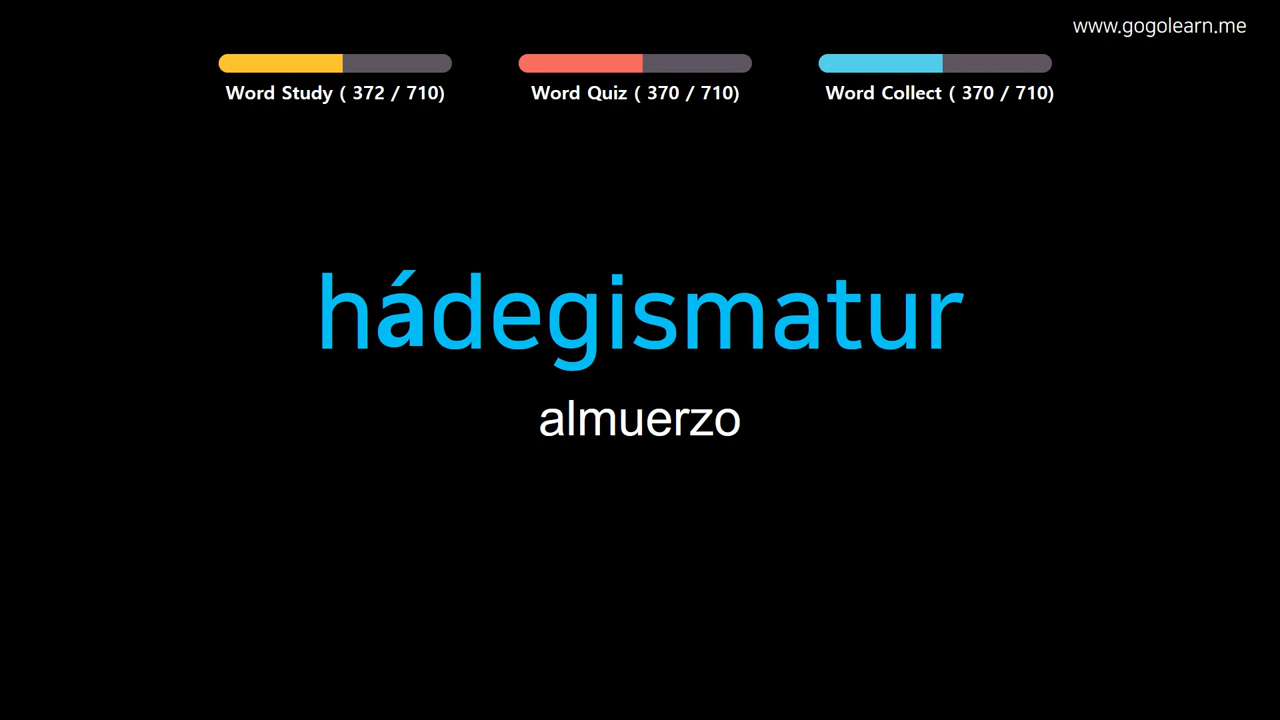 www.gogolearn.me
Word Study ( 372 / 710)
Word Quiz ( 370 / 710)
Word Collect ( 370 / 710)
hádegismatur
almuerzo